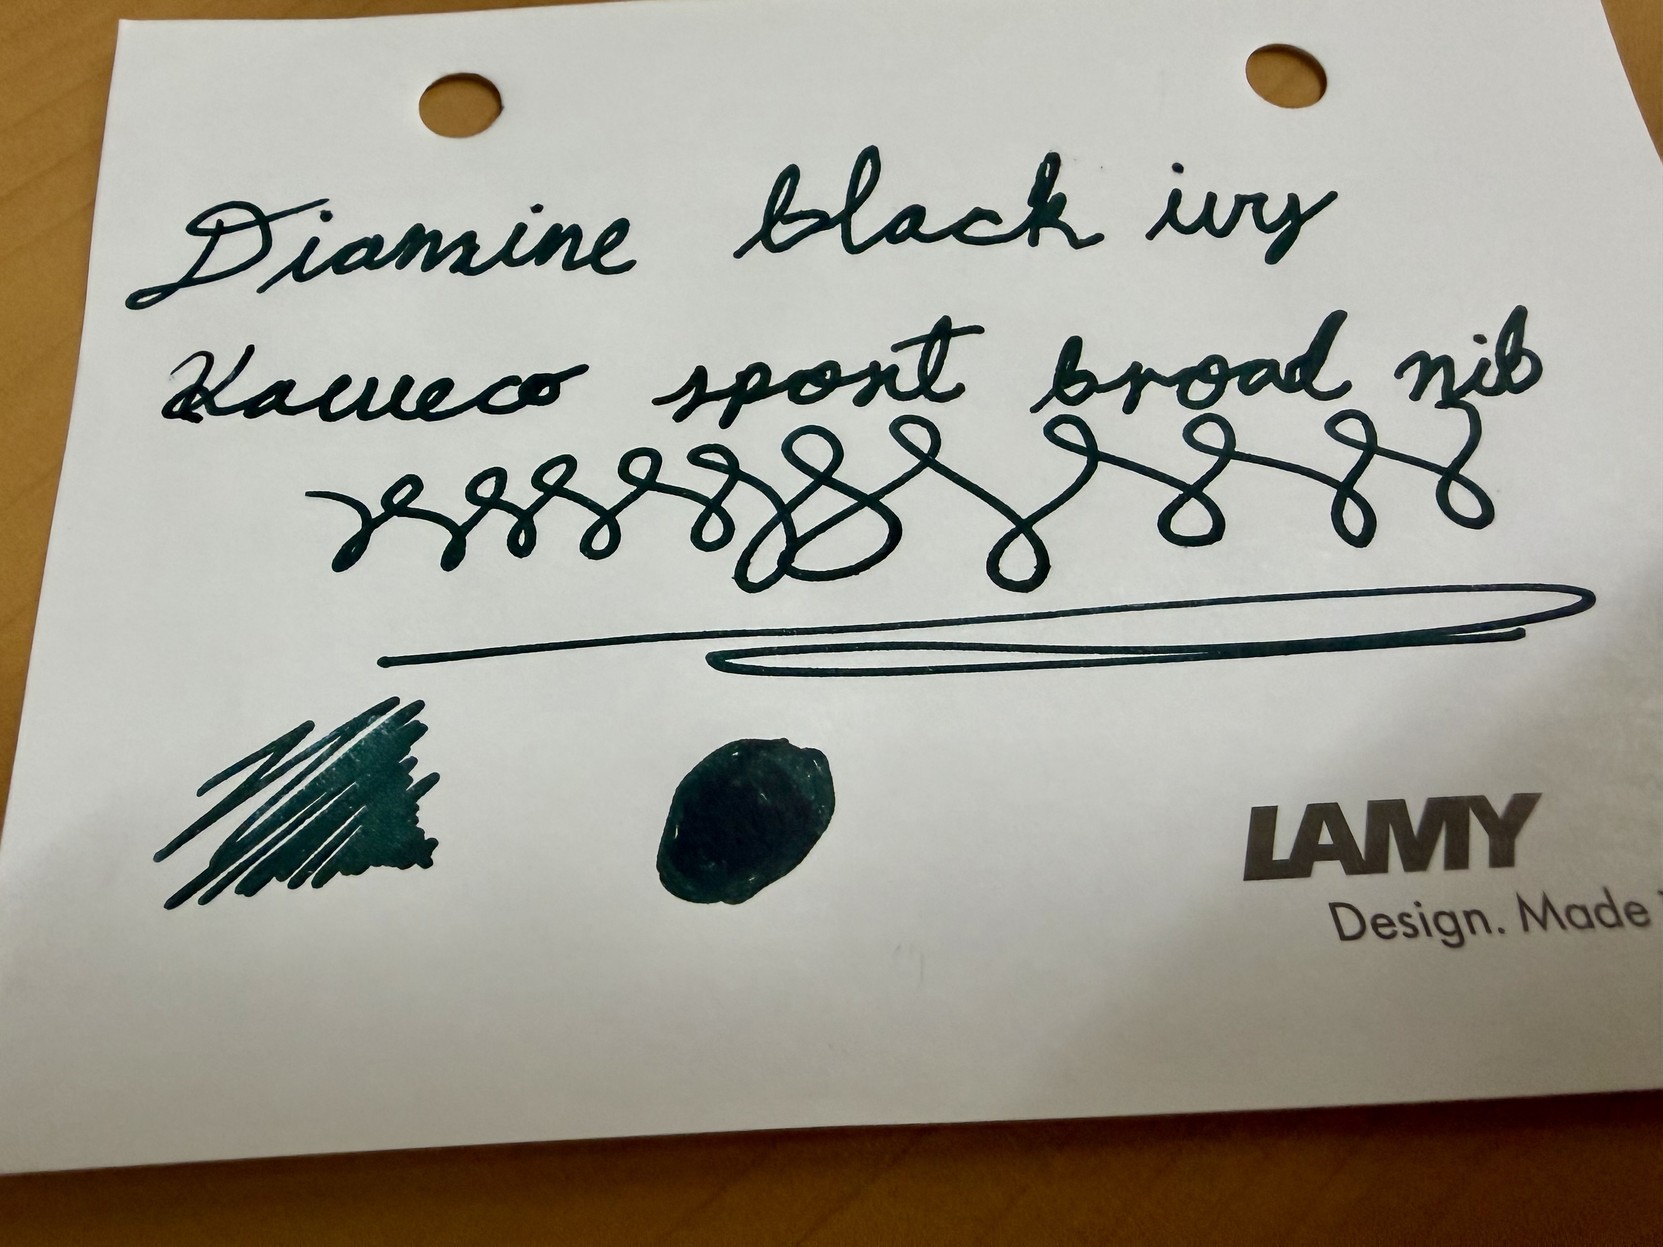 Diamine black ivy
Kaweco sport broad nib
LAMY
Design. Made